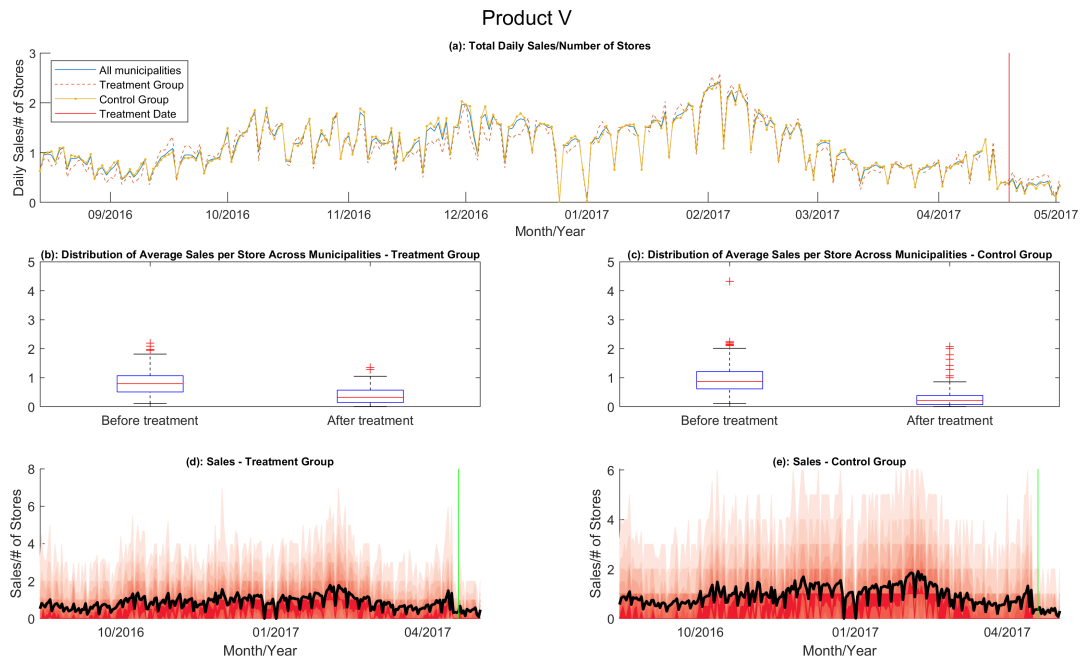 Product V
(a): Total Daily Sales/Number of Stores
Daily Sales/# of Stores
3
2
1
0
All municipalities
Treatment Group
Control Group
Treatment Date
09/2016 10/2016 11/2016 12/2016 01/2017 02/2017 03/2017 04/2017 05/2017
Month/Year
(b): Distribution of Average Sales per Store Across Municipalities - Treatment Group
5
4
3
2
1
0
Before treatment After treatment
(c): Distribution of Average Sales per Store Across Municipalities - Control Group
5
4
3
2
1
0
Before treatment After treatment
(d): Sales - Treatment Group
Sales/# of Stores
8
6
4
2
0
10/2016 01/2017 04/2017
Month/Year
(e): Sales - Control Group
Sales/# of Stores
6
5
4
3
2
1
0
10/2016 01/2017 04/2017
Month/Year